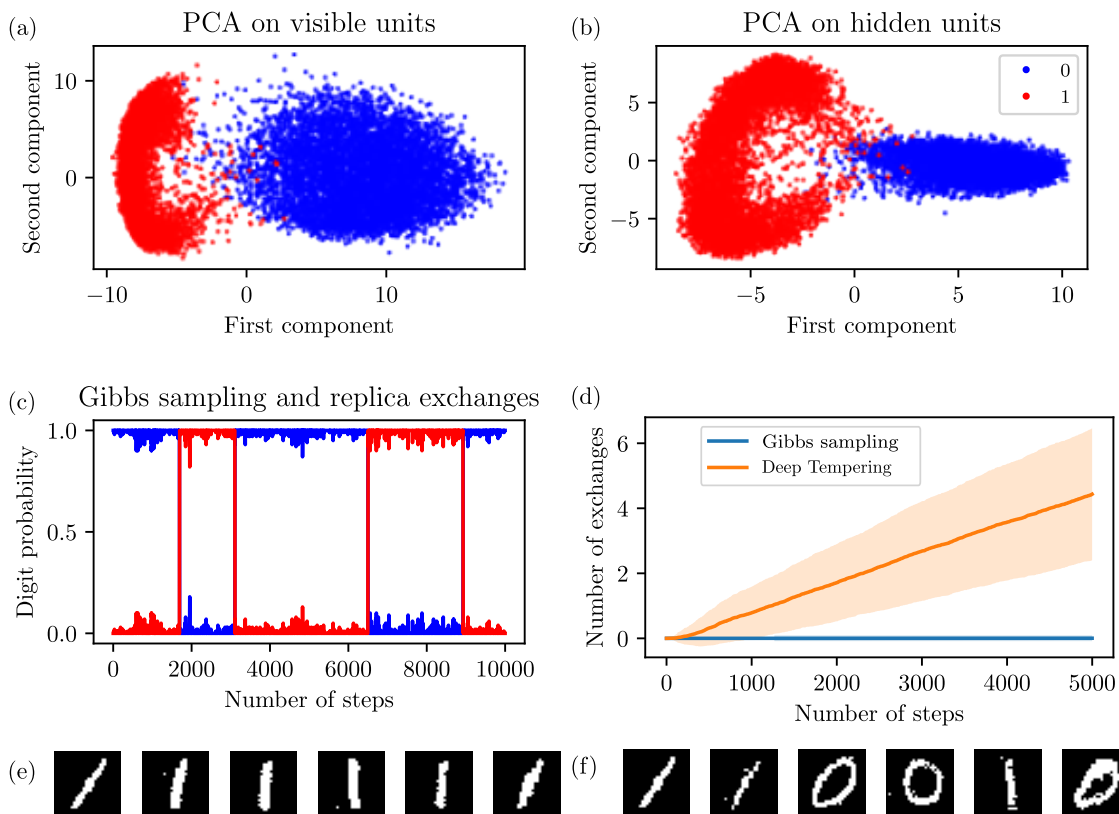 (a) PCA on visible units
10
0
Second component
−10 0 10
First component
(b) PCA on hidden units
0
1
5
0
−5
Second component
−5 0 5 10
First component
(c) Gibbs sampling and replica exchanges
1.0
0.5
0.0
Digit probability
0 2000 4000 6000 8000 10000
Number of steps
(d)
Gibbs sampling
Deep Tempering
6
4
2
0
Number of exchanges
0 1000 2000 3000 4000 5000
Number of steps
(e)
(f)